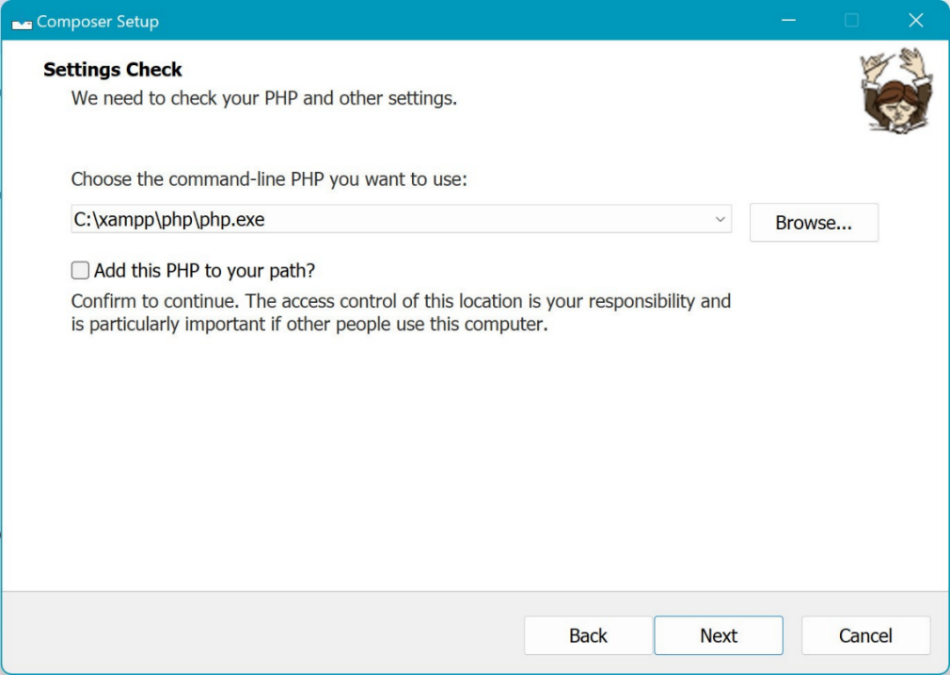 Composer Setup
Settings Check
We need to check your PHP and other settings.
Choose the command-line PHP you want to use:
C:\xampp\php\php.exe
Browse...
Add this PHP to your path?
Confirm to continue. The access control of this location is your responsibility and
is particularly important if other people use this computer.
Back
Next
Cancel